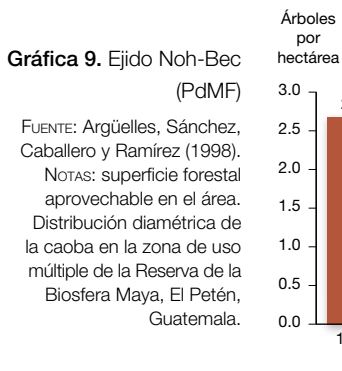 Gráfica 9. Ejido Noh-Bec
(PdMF)
Fuente: Argüelles, Sánchez,
Caballero y Ramírez (1998).
Notas: superficie forestal
aprovechable en el área.
Distribución diamétrica de
la caoba en la zona de uso
múltiple de la Reserva de la
Biosfera Maya, El Petén,
Guatemala.
Árboles
por
hectárea
3.0
2.5
2.0
1.5
1.0
0.5
0.0